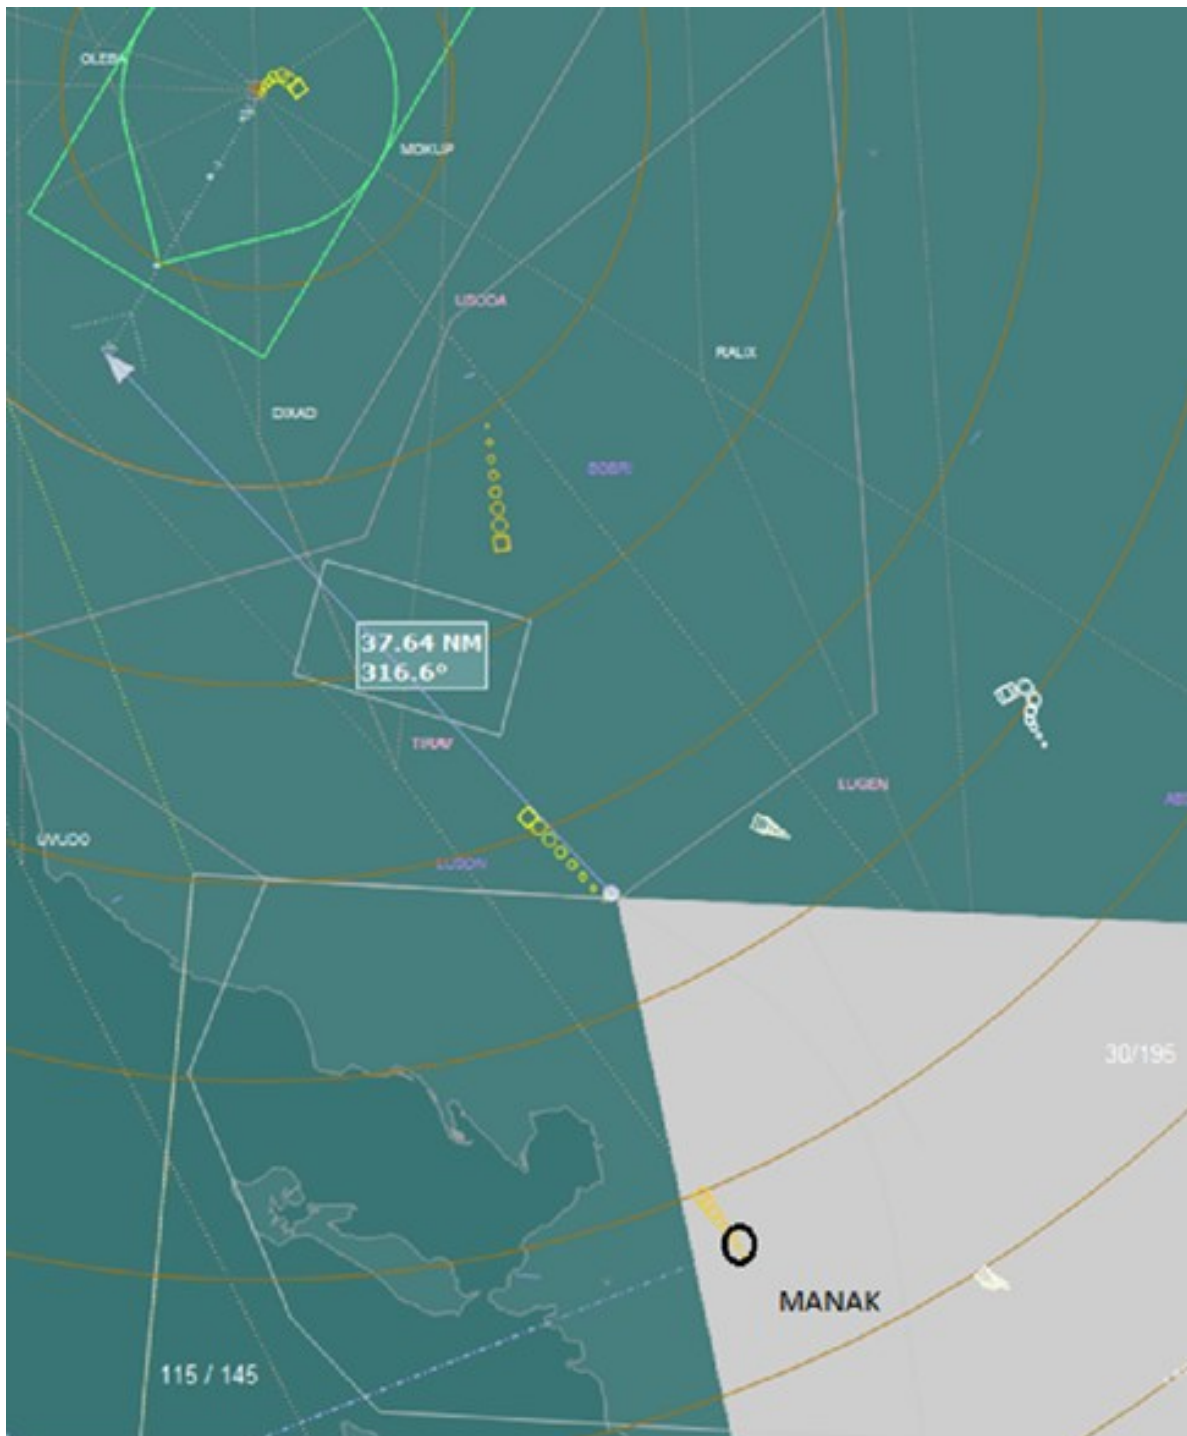 OLEBA
MOKUP
USODA
RALIX
DIXAD
BOBRI
37.64 NM
316.6°
TIRAV
LUGEN
UVUDO
LUSON
30/195
MANAK
115 / 145